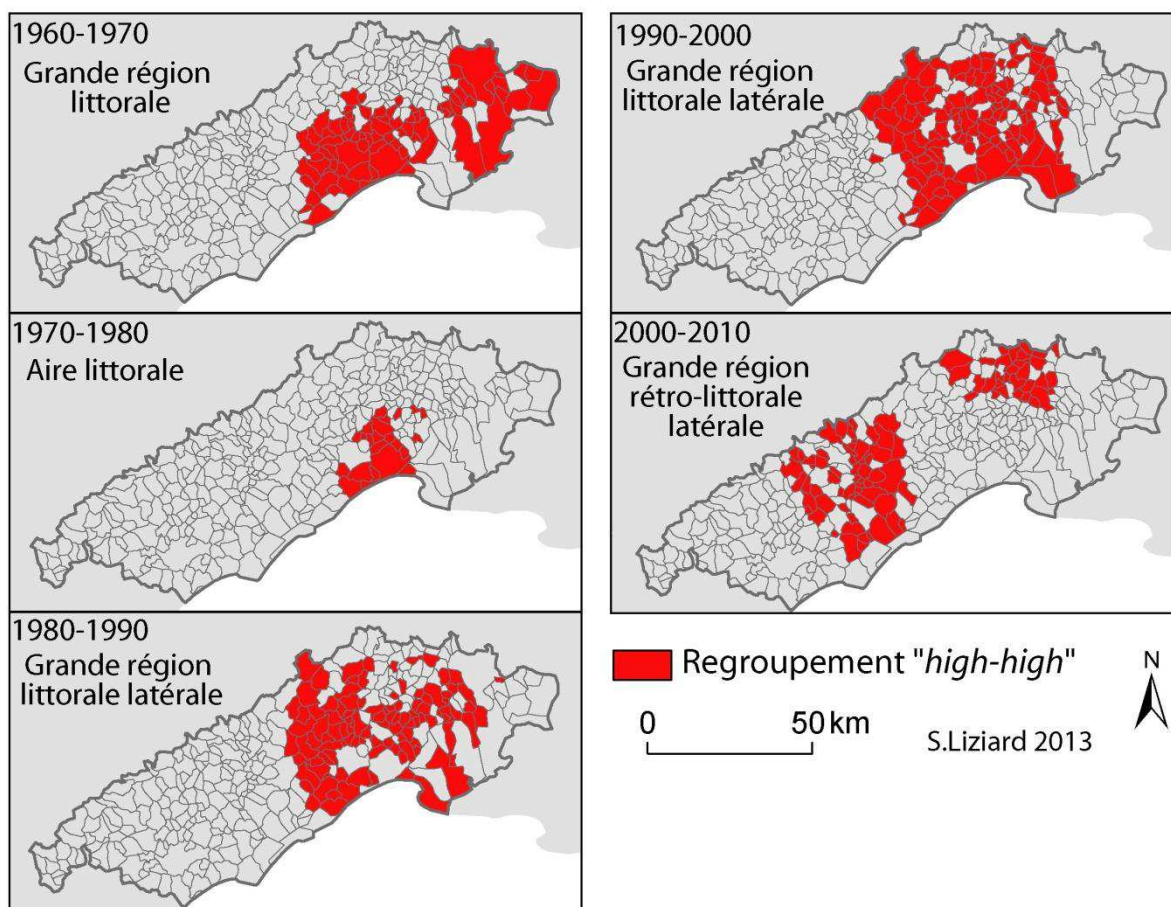 1960-1970
Grande région
littorale
1970-1980
Aire littorale
1980-1990
Grande région
littorale latérale
1990-2000
Grande région
littorale latérale
2000-2010
Grande région
rétro-littorale
latérale
Regroupement "high-high"
0 50 km
S.Liziard 2013
N